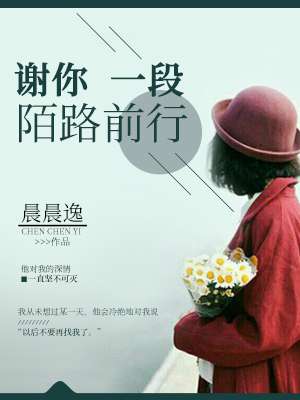 谢你 一段
陌路前行
晨晨逸
CHEN CHEN YI
>>>作品
他对我的深情
■一直坚不可灭
我从未想过某一天，他会冷绝地对我说
/////////
“以后不要再找我了。”